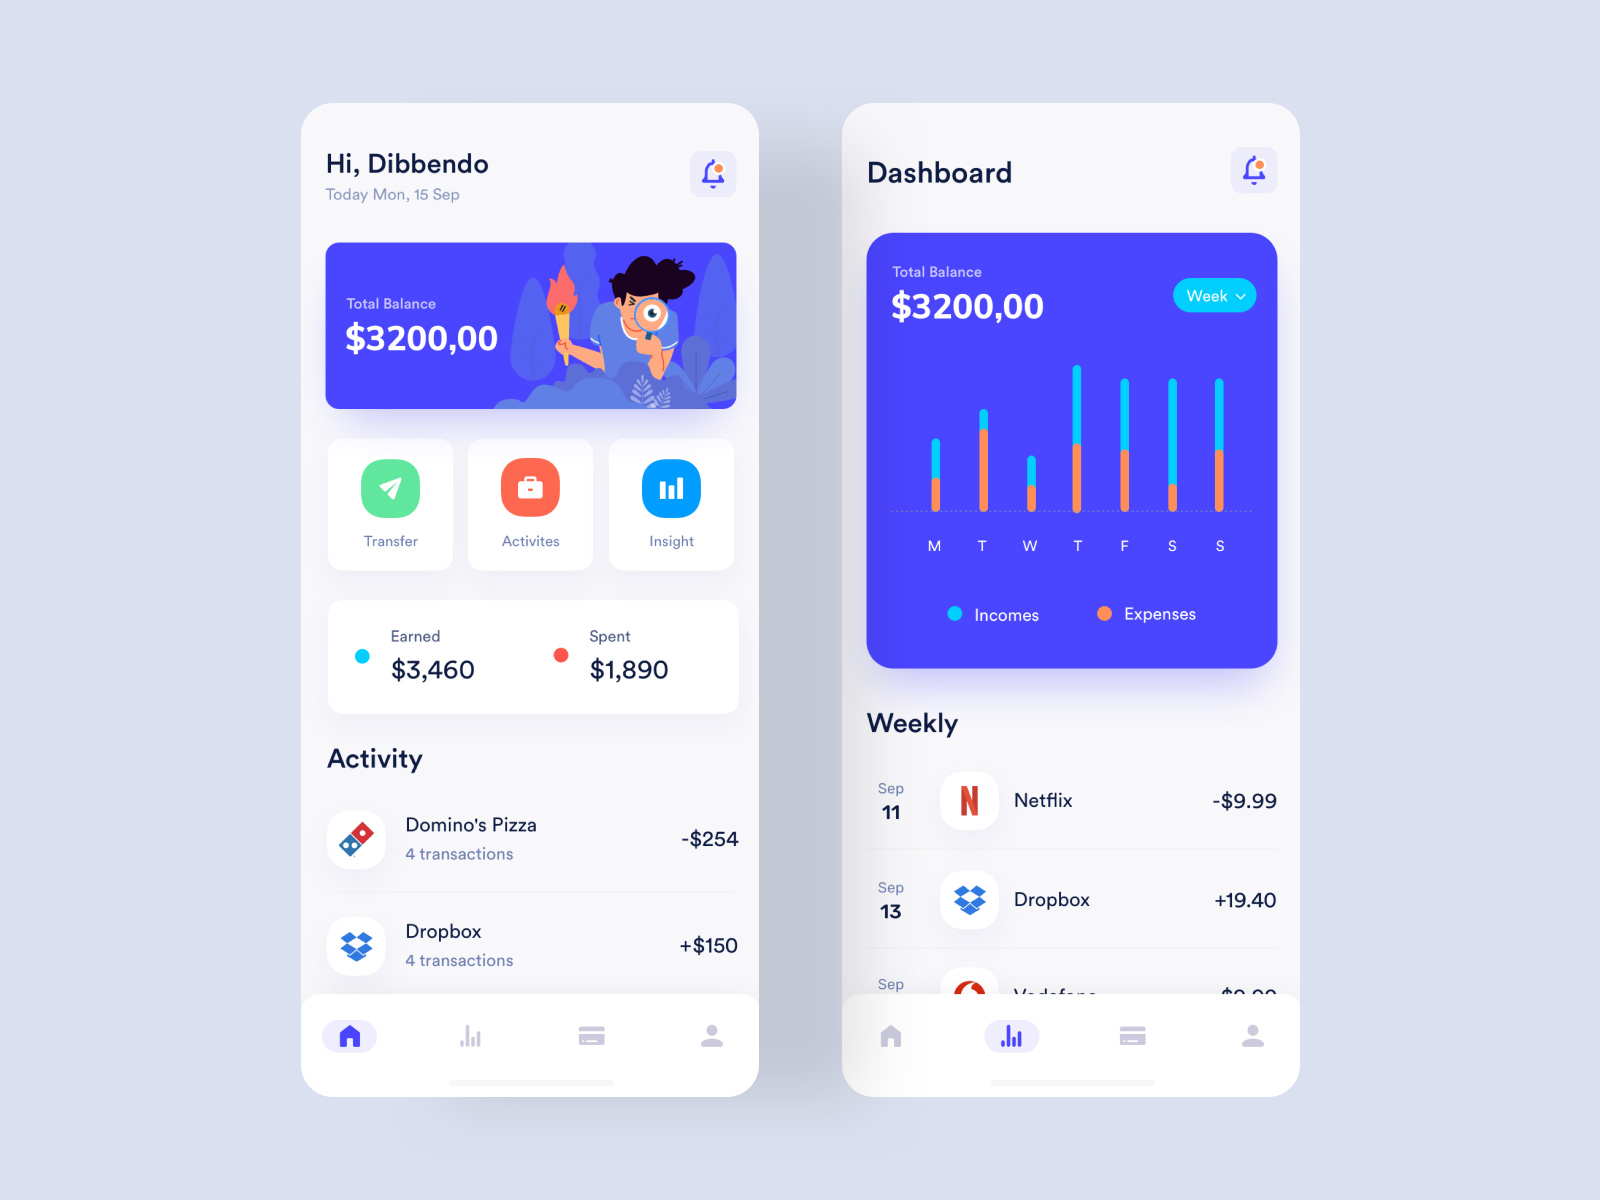 Hi, Dibbendo
Today Mon, 15 Sep
Total Balance
$3200,00
Transfer
Activites
Insight
Earned
$3,460
Spent
$1,890
Activity
Domino's Pizza
4 transactions
-$254
Dropbox
4 transactions
+$150
Dashboard
Total Balance
$3200,00
Week
M T W T F S S
Incomes
Expenses
Weekly
Sep
11
N
Netflix
-$9.99
Sep
13
Dropbox
+19.40
Sep
Vodafone